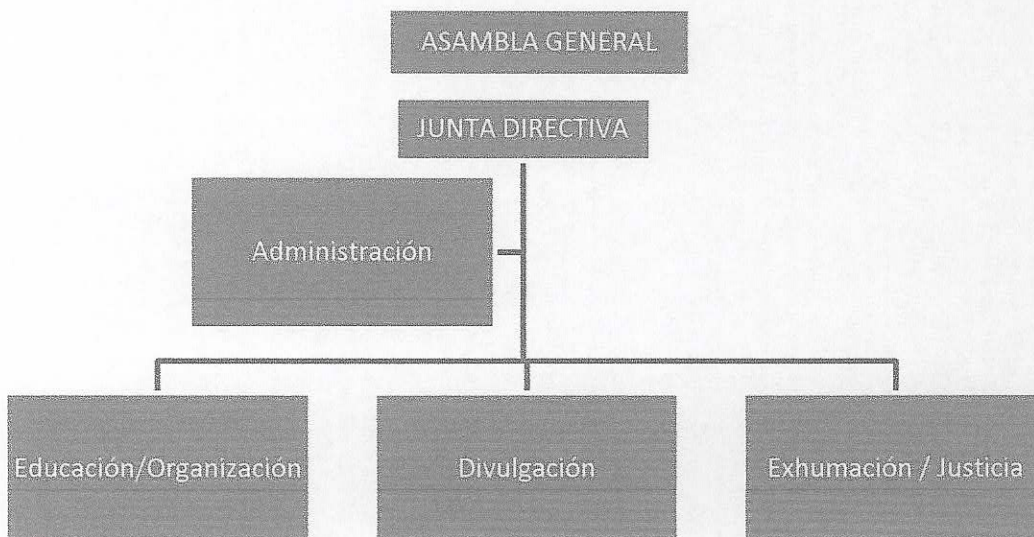 ASAMBLA GENERAL
JUNTA DIRECTIVA
Administración
Educación/Organización
Divulgación
Exhumación / Justicia